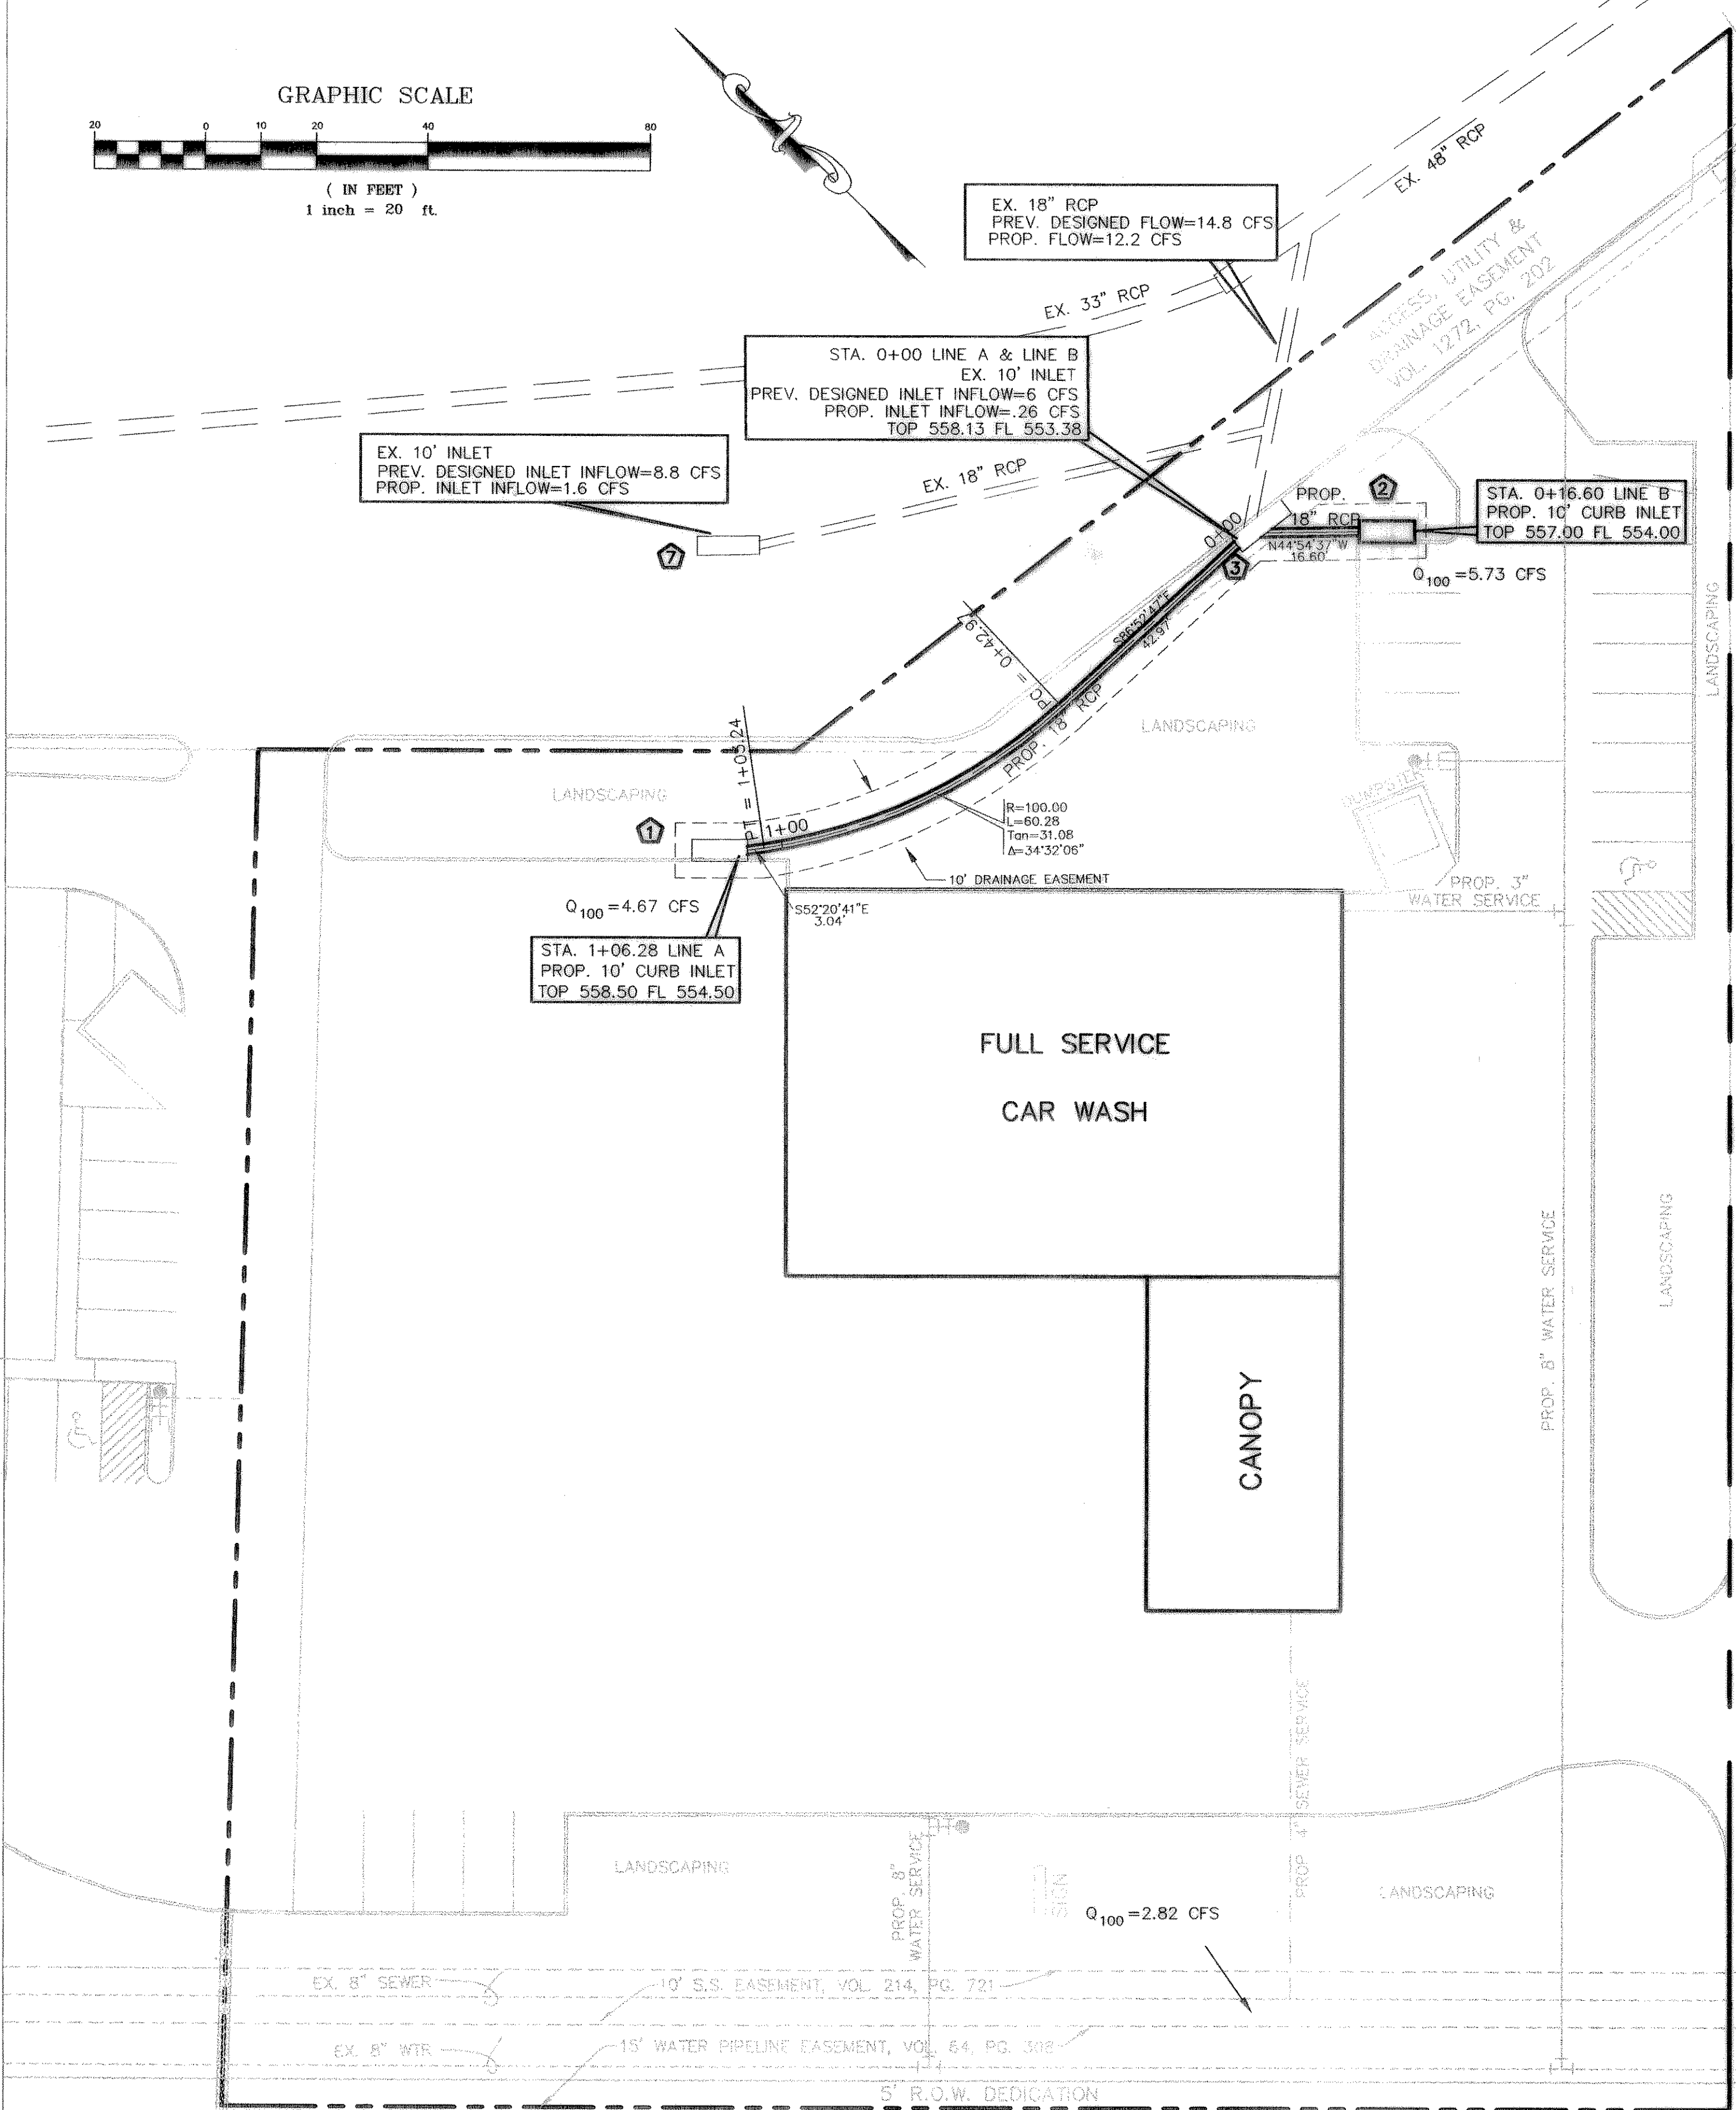 GRAPHIC SCALE
20 0 10 20 40 80
( IN FEET )
1 inch = 20 ft.
EX. 48" RCP
EX. 18" RCP
PREV. DESIGNED FLOW=14.8 CFS
PROP. FLOW=12.2 CFS
ACCESS, UTILITY &
DRAINAGE EASEMENT
VOL. 1272, PG. 202
EX. 33" RCP
STA. 0+00 LINE A & LINE B
EX. 10' INLET
PREV. DESIGNED INLET INFLOW=6 CFS
PROP. INLET INFLOW=.26 CFS
TOP 558.13 FL 553.38
EX. 10' INLET
PREV. DESIGNED INLET INFLOW=8.8 CFS
PROP. INLET INFLOW=1.6 CFS
EX. 18" RCP
7
PROP.
18" RCP
2
STA. 0+16.60 LINE B
PROP. 10' CURB INLET
TOP 557.00 FL 554.00
N44°54'37"W
16.60'
Q100=5.73 CFS
0+00
3
S86°52'47"E
42.97'
PC = 0+42.9
PROP. 18" RCP
LANDSCAPING
LANDSCAPING
LANDSCAPING
DUMPSTER
PT = 1+03.24
1+00
1
R=100.00
L=60.28
Tan=31.08
Δ=34°32'06"
10' DRAINAGE EASEMENT
PROP. 3"
WATER SERVICE
Q100=4.67 CFS
S52°20'41"E
3.04'
STA. 1+06.28 LINE A
PROP. 10' CURB INLET
TOP 558.50 FL 554.50
FULL SERVICE
CAR WASH
CANOPY
PROP. 8" WATER SERVICE
LANDSCAPING
PROP. 4" SEWER SERVICE
LANDSCAPING
PROP. 8"
WATER SERVICE
SIGN
LANDSCAPING
Q100=2.82 CFS
EX. 8" SEWER
10' S.S. EASEMENT, VOL. 214, PG. 721
EX. 8" WTR
15' WATER PIPELINE EASEMENT, VOL. 64, PG. 308
5' R.O.W. DEDICATION